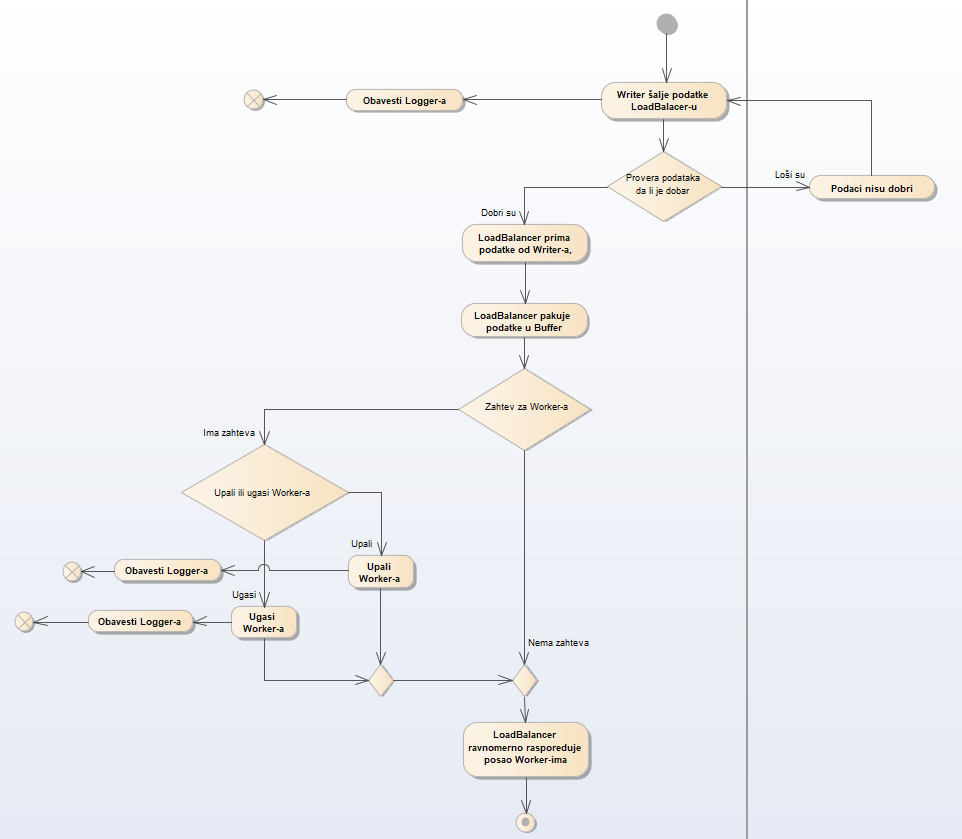 Writer šalje podatke
LoadBalacer-u
Obavesti Logger-a
Provera podataka
da li je dobar
Loši su
Podaci nisu dobri
Dobri su
LoadBalancer prima
podatke od Writer-a,
LoadBalancer pakuje
podatke u Buffer
Zahtev za Worker-a
Ima zahteva
Upali ili ugasi Worker-a
Upali
Upali
Worker-a
Obavesti Logger-a
Ugasi
Ugasi
Worker-a
Obavesti Logger-a
Nema zahteva
LoadBalancer
ravnomerno raspoređuje
posao Worker-ima